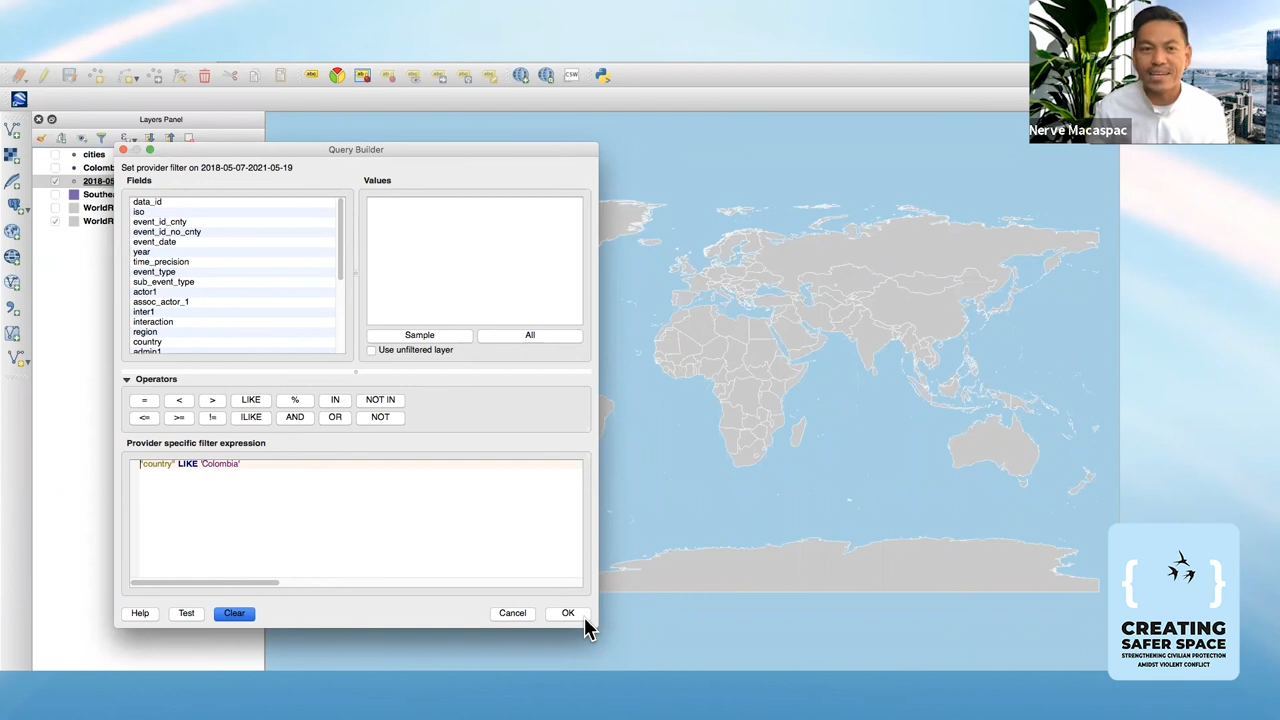 Nerve Macaspac
CSW
Layers Panel
cities
Colomb
2018-05
Southea
WorldR
WorldR
Query Builder
Set provider filter on 2018-05-07-2021-05-19
Fields
Values
data_id
iso
event_id_cnty
event_id_no_cnty
event_date
year
time_precision
event_type
sub_event_type
actor1
assoc_actor_1
inter1
interaction
region
country
admin1
Sample
All
Use unfiltered layer
Operators
= < > LIKE % IN NOT IN
<= >= != ILIKE AND OR NOT
Provider specific filter expression
"country" LIKE 'Colombia'
Help
Test
Clear
Cancel
OK
CREATING
SAFER SPACE
STRENGTHENING CIVILIAN PROTECTION
AMIDST VIOLENT CONFLICT